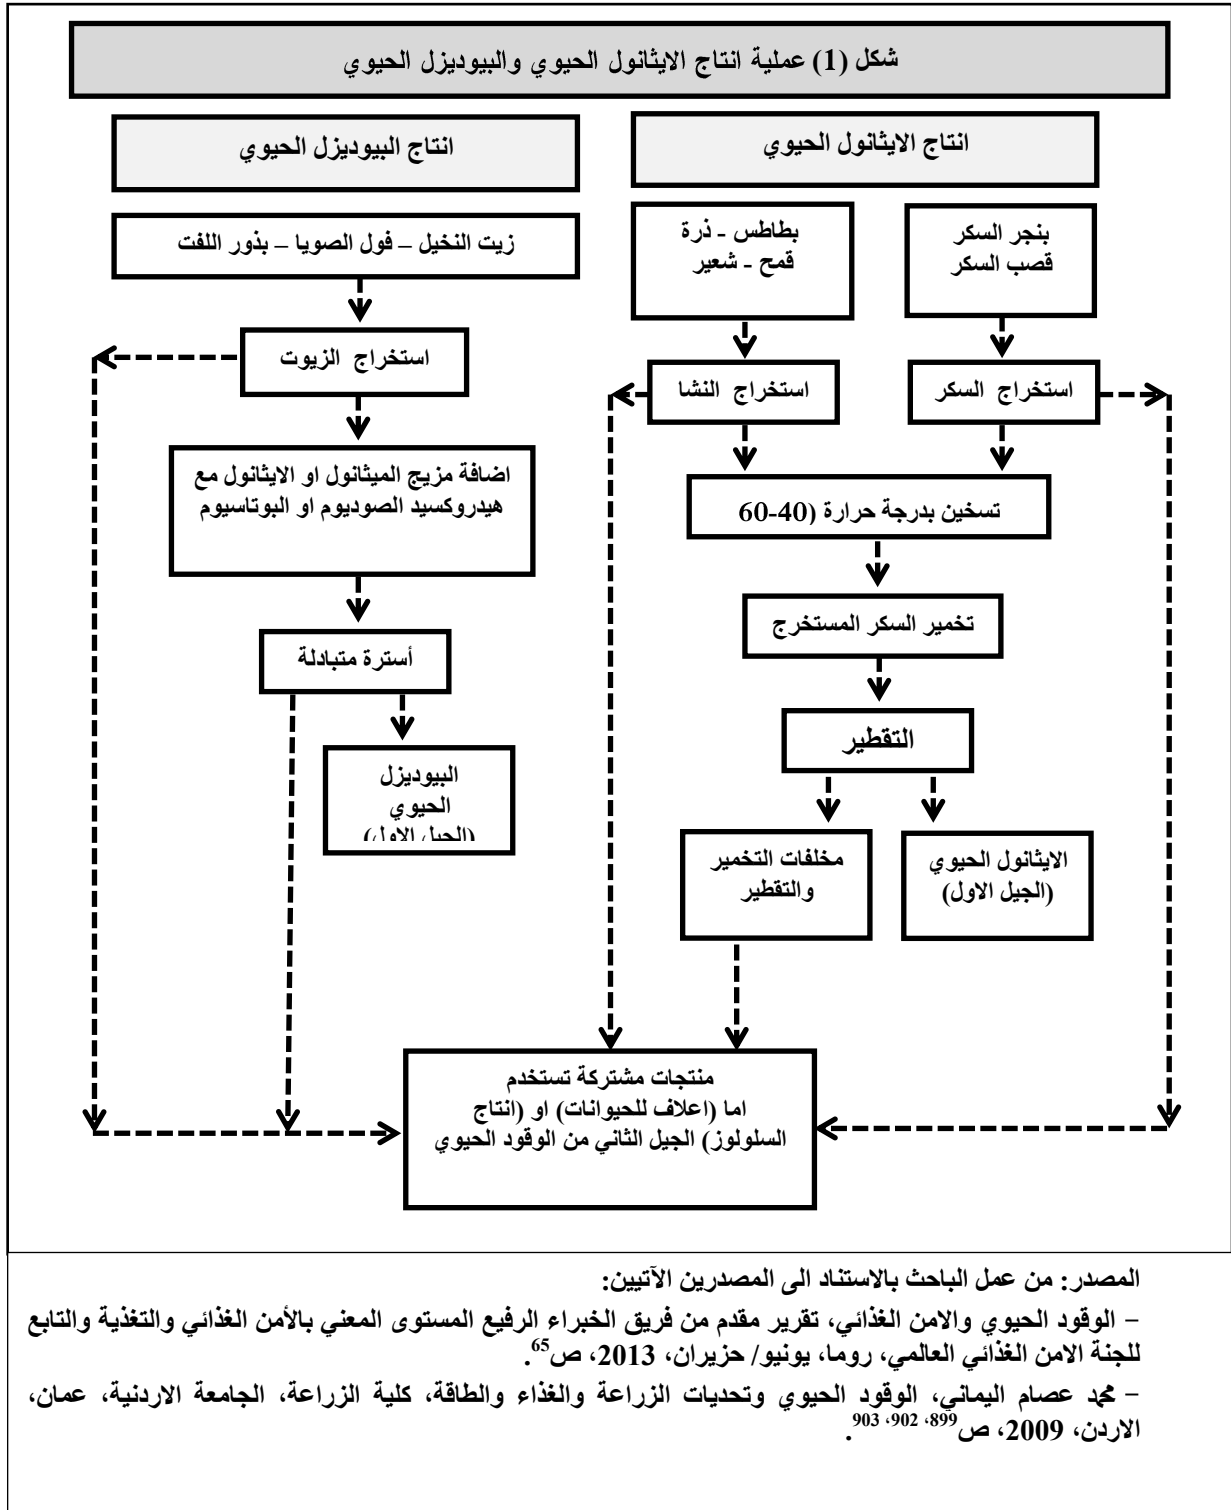 شكل (1) عملية انتاج الايثانول الحيوي والبيوديزل الحيوي
انتاج الايثانول الحيوي
انتاج البيوديزل الحيوي
بنجر السكر
قصب السكر
بطاطس - ذرة
قمح - شعير
زيت النخيل – فول الصويا – بذور اللفت
استخراج السكر
استخراج النشا
استخراج الزيوت
تسخين بدرجة حرارة (40-60
اضافة مزيج الميثانول او الايثانول مع
هيدروكسيد الصوديوم او البوتاسيوم
تخمير السكر المستخرج
أسترة متبادلة
التقطير
البيوديزل
الحيوي
(الجيل الاول)
الايثانول الحيوي
(الجيل الاول)
مخلفات التخمير
والتقطير
منتجات مشتركة تستخدم
اما (اعلاف للحيوانات) او (انتاج
السلولوز) الجيل الثاني من الوقود الحيوي
المصدر: من عمل الباحث بالاستناد الى المصدرين الآتيين:
– الوقود الحيوي والامن الغذائي، تقرير مقدم من فريق الخبراء الرفيع المستوى المعني بالأمن الغذائي والتغذية والتابع
للجنة الامن الغذائي العالمي، روما، يونيو/ حزيران، 2013، ص65.
– محمد عصام اليماني، الوقود الحيوي وتحديات الزراعة والغذاء والطاقة، كلية الزراعة، الجامعة الاردنية، عمان،
الاردن، 2009، ص899، 902، 903.